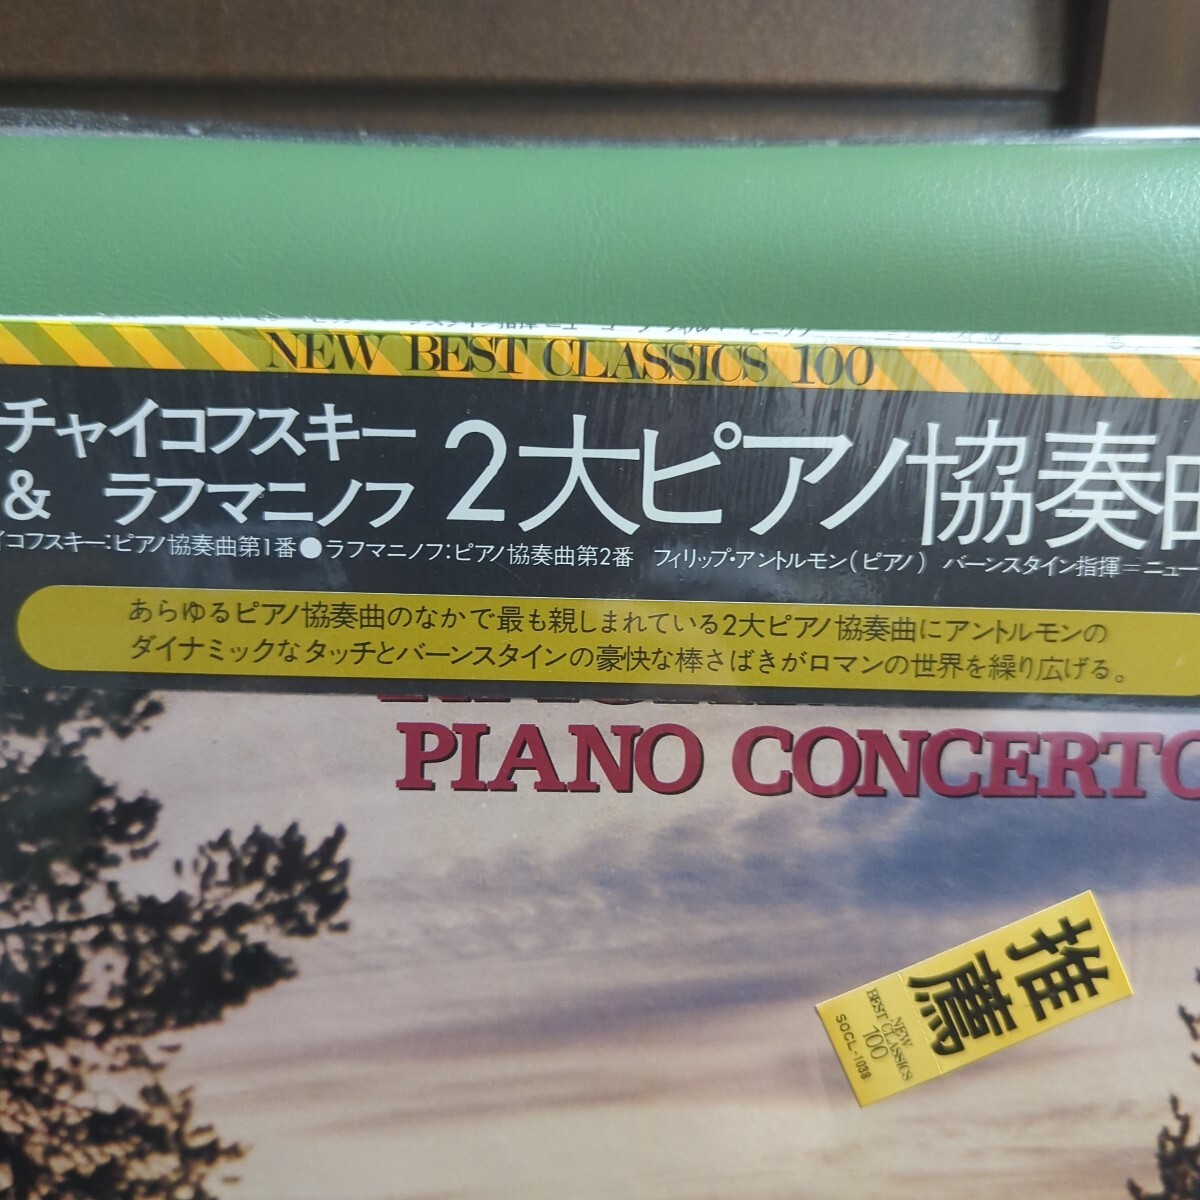 NEW BEST CLASSICS 100
チャイコフスキー
& ラフマニノフ
2大ピアノ協奏曲
イコフスキー:ピアノ協奏曲第1番●ラフマニノフ:ピアノ協奏曲第2番 フィリップ・アントルモン(ピアノ) バーンスタイン指揮=ニュー
あらゆるピアノ協奏曲のなかで最も親しまれている2大ピアノ協奏曲にアントルモンの
ダイナミックなタッチとバーンスタインの豪快な棒さばきがロマンの世界を繰り広げる。
PIANO CONCERTO
推薦
NEW
BEST CLASSICS
100
SOCL-1038